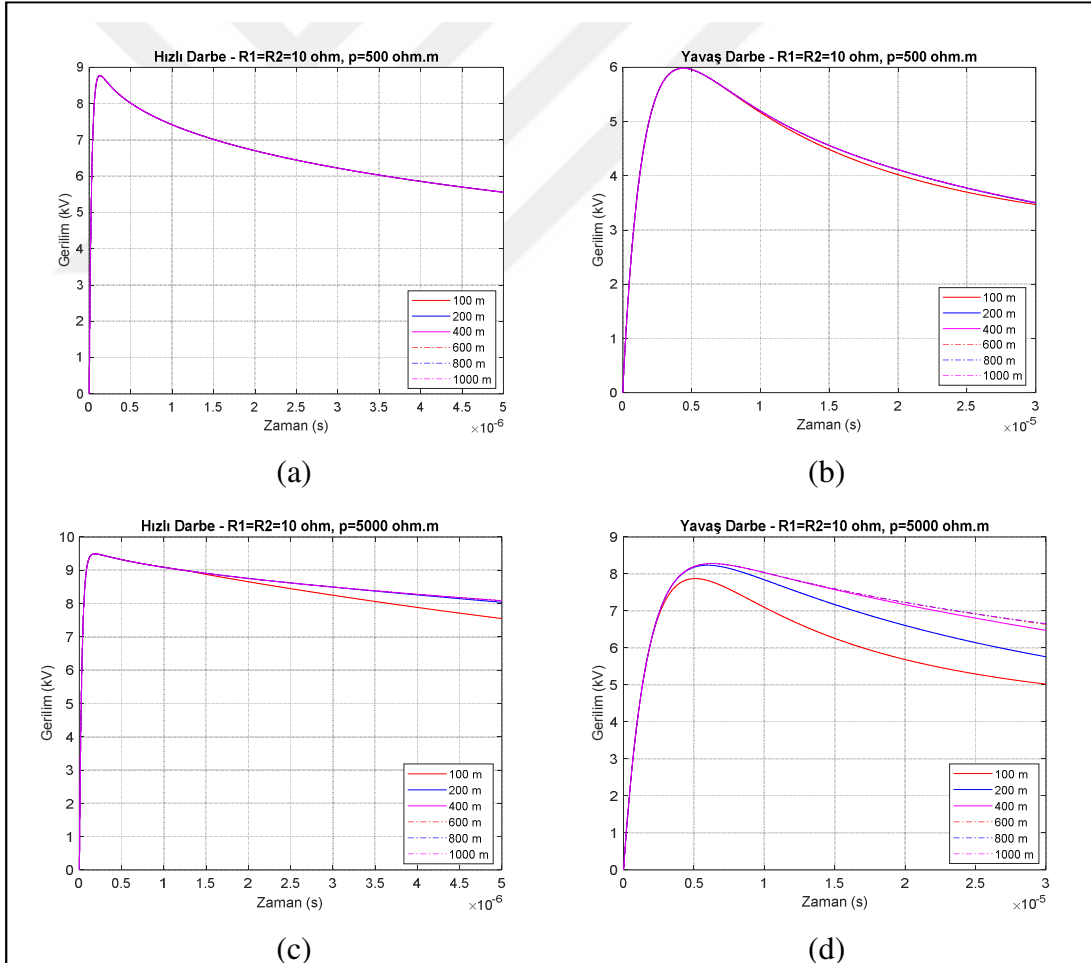 Hızlı Darbe - R1=R2=10 ohm, p=500 ohm.m
9
8
7
6
5
4
3
2
1
0
Gerilim (kV)
100 m
200 m
400 m
600 m
800 m
1000 m
0 0.5 1 1.5 2 2.5 3 3.5 4 4.5 5
Zaman (s)
×10⁻⁶
(a)
Yavaş Darbe - R1=R2=10 ohm, p=500 ohm.m
6
5
4
3
2
1
0
Gerilim (kV)
100 m
200 m
400 m
600 m
800 m
1000 m
0 0.5 1 1.5 2 2.5 3
Zaman (s)
×10⁻⁵
(b)
Hızlı Darbe - R1=R2=10 ohm, p=5000 ohm.m
10
9
8
7
6
5
4
3
2
1
0
Gerilim (kV)
100 m
200 m
400 m
600 m
800 m
1000 m
0 0.5 1 1.5 2 2.5 3 3.5 4 4.5 5
Zaman (s)
×10⁻⁶
(c)
Yavaş Darbe - R1=R2=10 ohm, p=5000 ohm.m
9
8
7
6
5
4
3
2
1
0
Gerilim (kV)
100 m
200 m
400 m
600 m
800 m
1000 m
0 0.5 1 1.5 2 2.5 3
Zaman (s)
×10⁻⁵
(d)